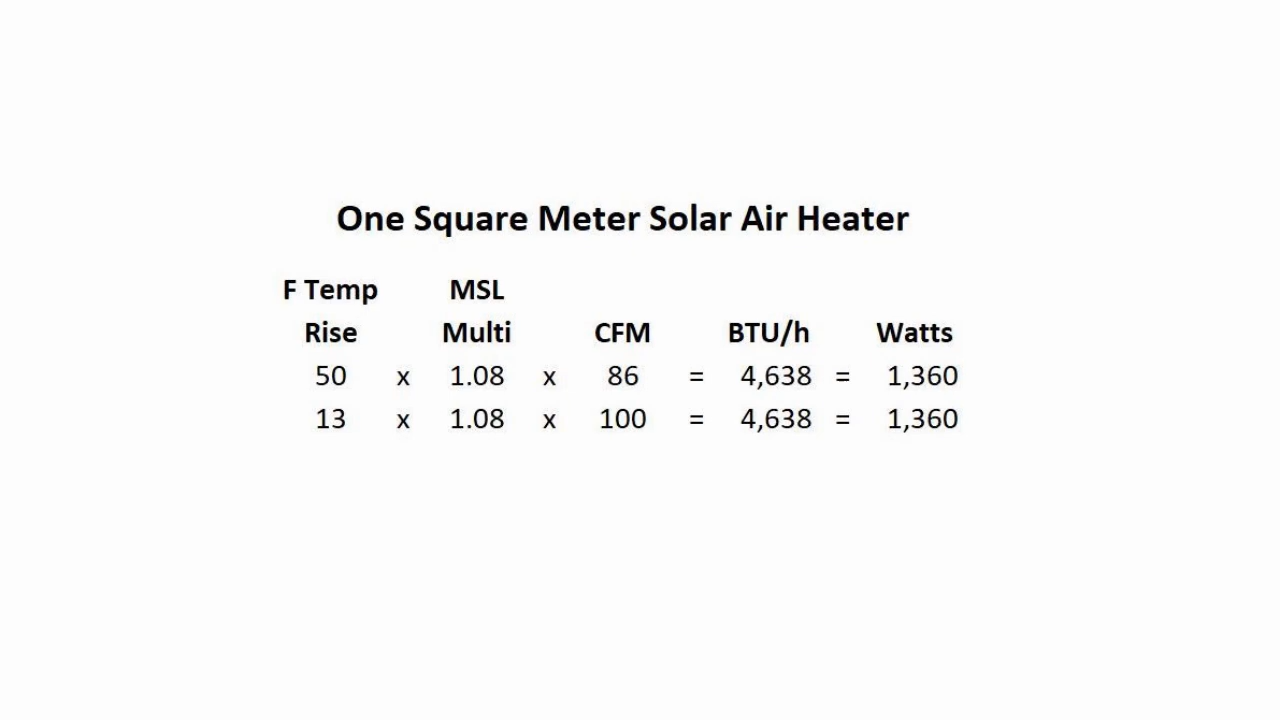 One Square Meter Solar Air Heater
F Temp MSL
Rise Multi CFM BTU/h Watts
50 x 1.08 x 86 = 4,638 = 1,360
13 x 1.08 x 100 = 4,638 = 1,360